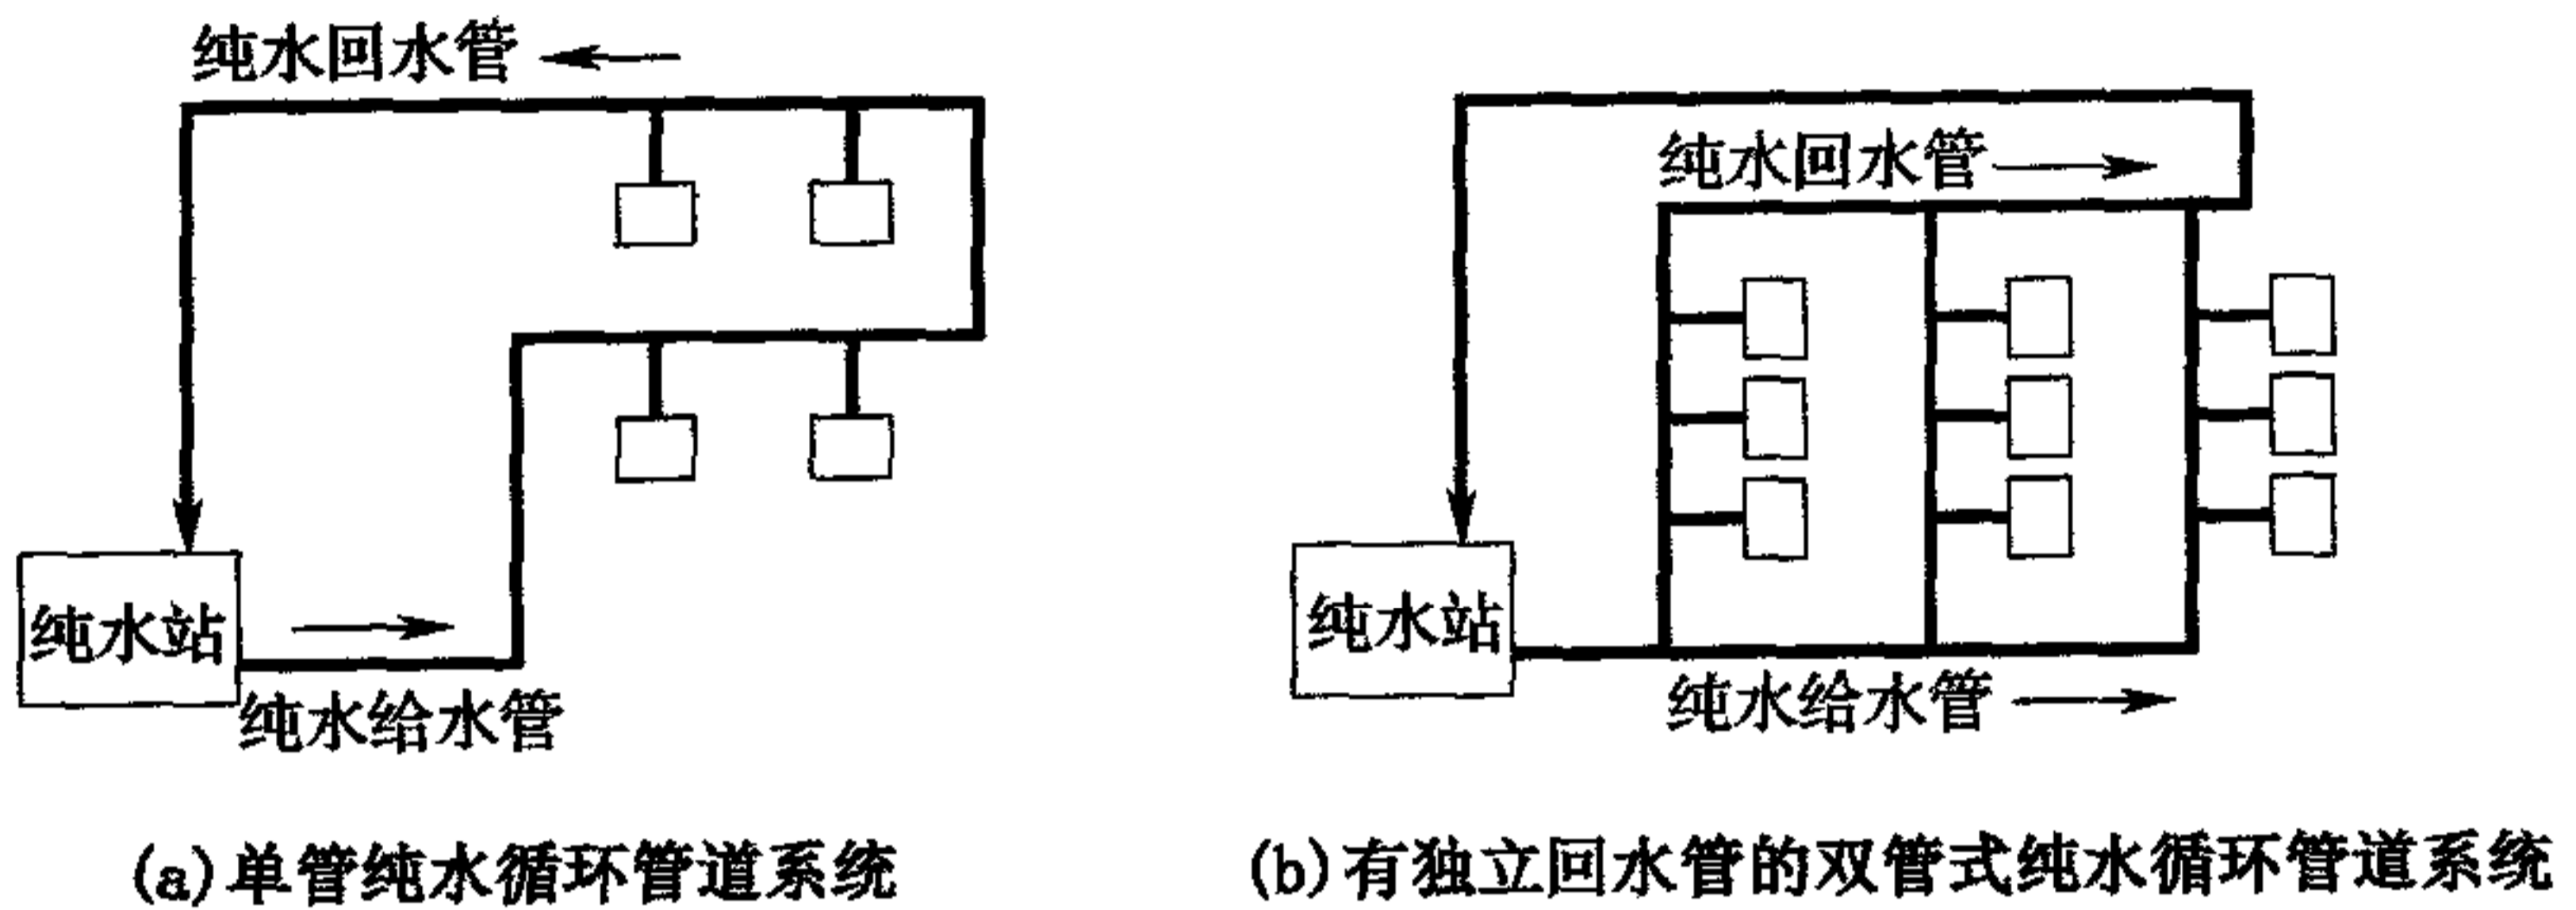 纯水回水管
纯水站
纯水给水管
(a)单管纯水循环管道系统
纯水回水管
纯水站
纯水给水管
(b)有独立回水管的双管式纯水循环管道系统